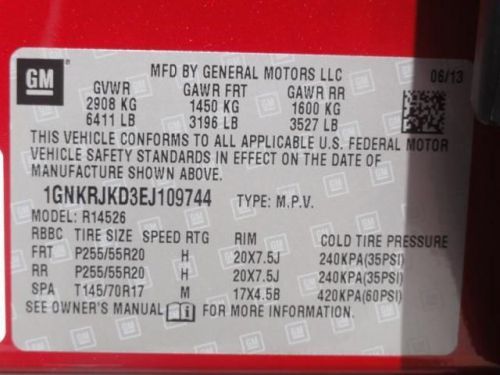 GM
MFD BY GENERAL MOTORS LLC 06/13
GVWR GAWR FRT GAWR RR
2908 KG 1450 KG 1600 KG
6411 LB 3196 LB 3527 LB
THIS VEHICLE CONFORMS TO ALL APPLICABLE U.S. FEDERAL MOTOR
VEHICLE SAFETY STANDARDS IN EFFECT ON THE DATE OF
MANUFACTURE SHOWN ABOVE.
1GNKRJKD3EJ109744 TYPE: M.P.V.
MODEL: R14526
RBBC TIRE SIZE SPEED RTG RIM COLD TIRE PRESSURE
FRT P255/55R20 H 20X7.5J 240KPA(35PSI)
RR P255/55R20 H 20X7.5J 240KPA(35PSI)
SPA T145/70R17 M 17X4.5B 420KPA(60PSI)
SEE OWNER'S MANUAL FOR MORE INFORMATION.